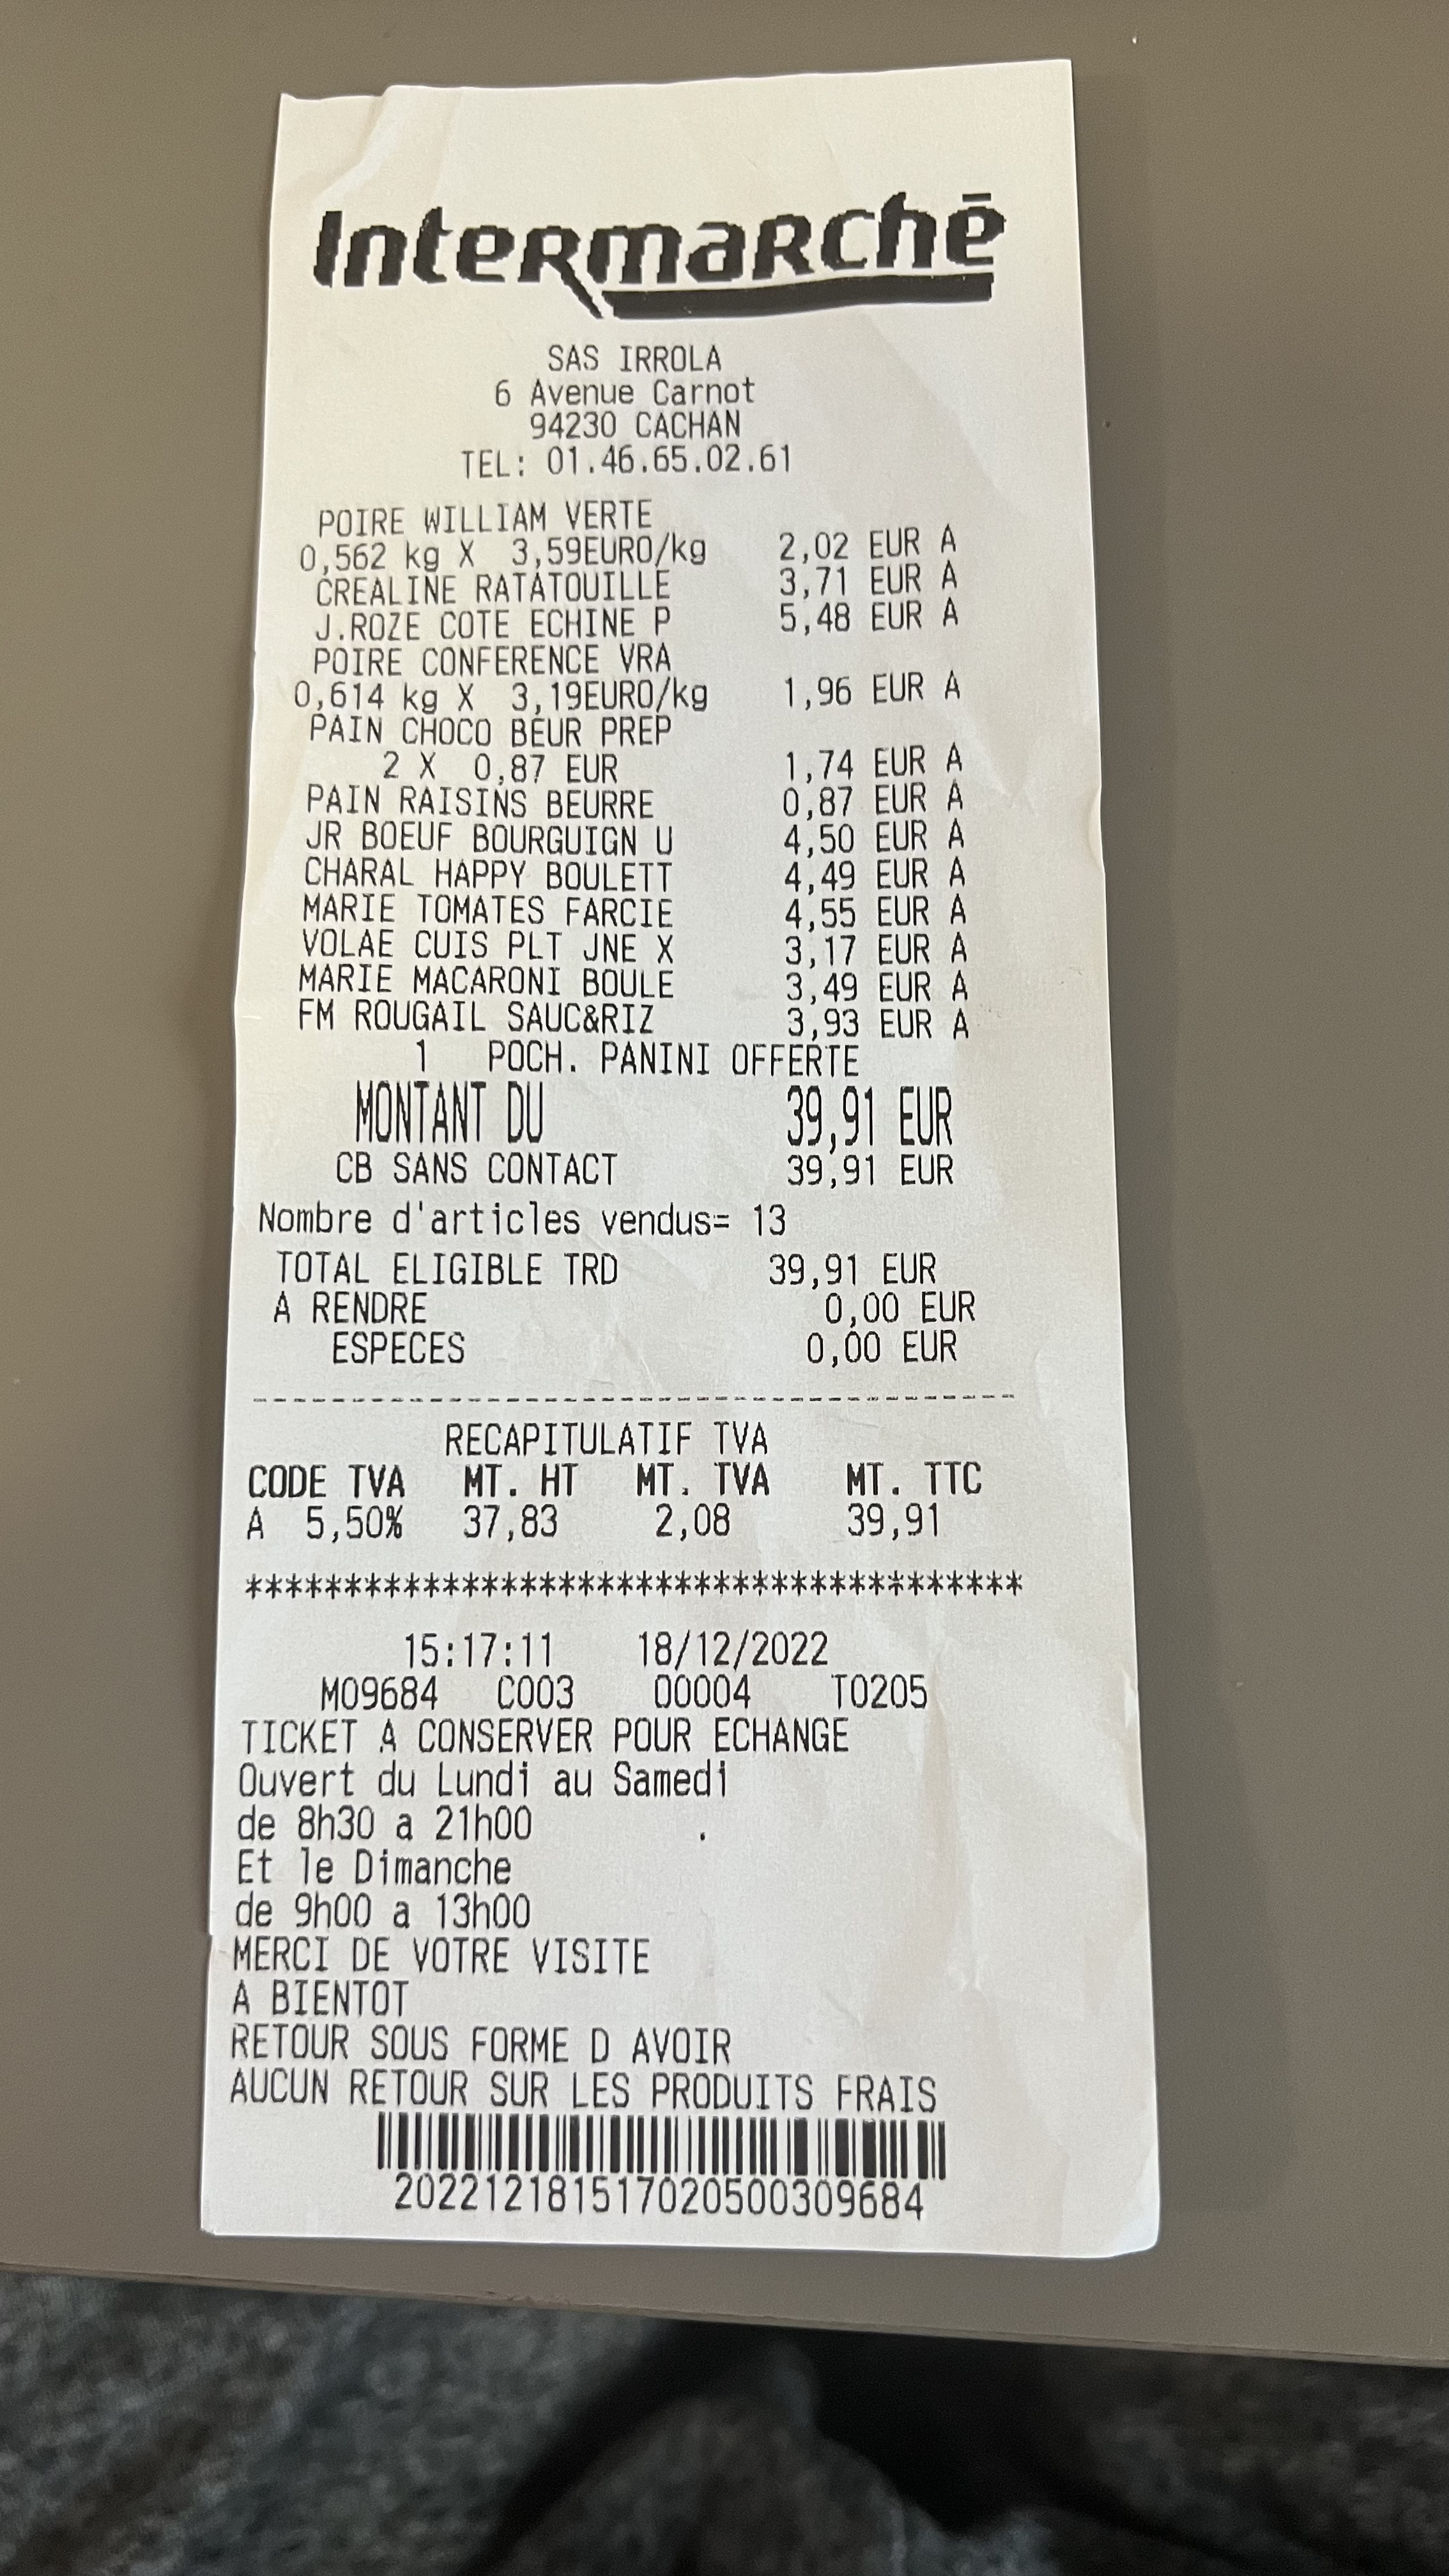 Intermarché
SAS IRROLA
6 Avenue Carnot
94230 CACHAN
TEL: 01.46.65.02.61
POIRE WILLIAM VERTE
0,562 kg X 3,59EURO/kg 2,02 EUR A
CREALINE RATATOUILLE 3,71 EUR A
J.ROZE COTE ECHINE P 5,48 EUR A
POIRE CONFERENCE VRA
0,614 kg X 3,19EURO/kg 1,96 EUR A
PAIN CHOCO BEUR PREP
2 X 0,87 EUR 1,74 EUR A
PAIN RAISINS BEURRE 0,87 EUR A
JR BOEUF BOURGUIGN U 4,50 EUR A
CHARAL HAPPY BOULETT 4,49 EUR A
MARIE TOMATES FARCIE 4,55 EUR A
VOLAE CUIS PLT JNE X 3,17 EUR A
MARIE MACARONI BOULE 3,49 EUR A
FM ROUGAIL SAUC&RIZ 3,93 EUR A
1 POCH. PANINI OFFERTE
MONTANT DU 39,91 EUR
CB SANS CONTACT 39,91 EUR
Nombre d'articles vendus= 13
TOTAL ELIGIBLE TRD 39,91 EUR
A RENDRE 0,00 EUR
ESPECES 0,00 EUR
----------------------------------------
RECAPITULATIF TVA
CODE TVA MT. HT MT. TVA MT. TTC
A 5,50% 37,83 2,08 39,91
****************************************
15:17:11 18/12/2022
M09684 C003 00004 T0205
TICKET A CONSERVER POUR ECHANGE
Ouvert du Lundi au Samedi
de 8h30 a 21h00 .
Et le Dimanche
de 9h00 a 13h00
MERCI DE VOTRE VISITE
A BIENTOT
RETOUR SOUS FORME D AVOIR
AUCUN RETOUR SUR LES PRODUITS FRAIS
202212181517020500309684